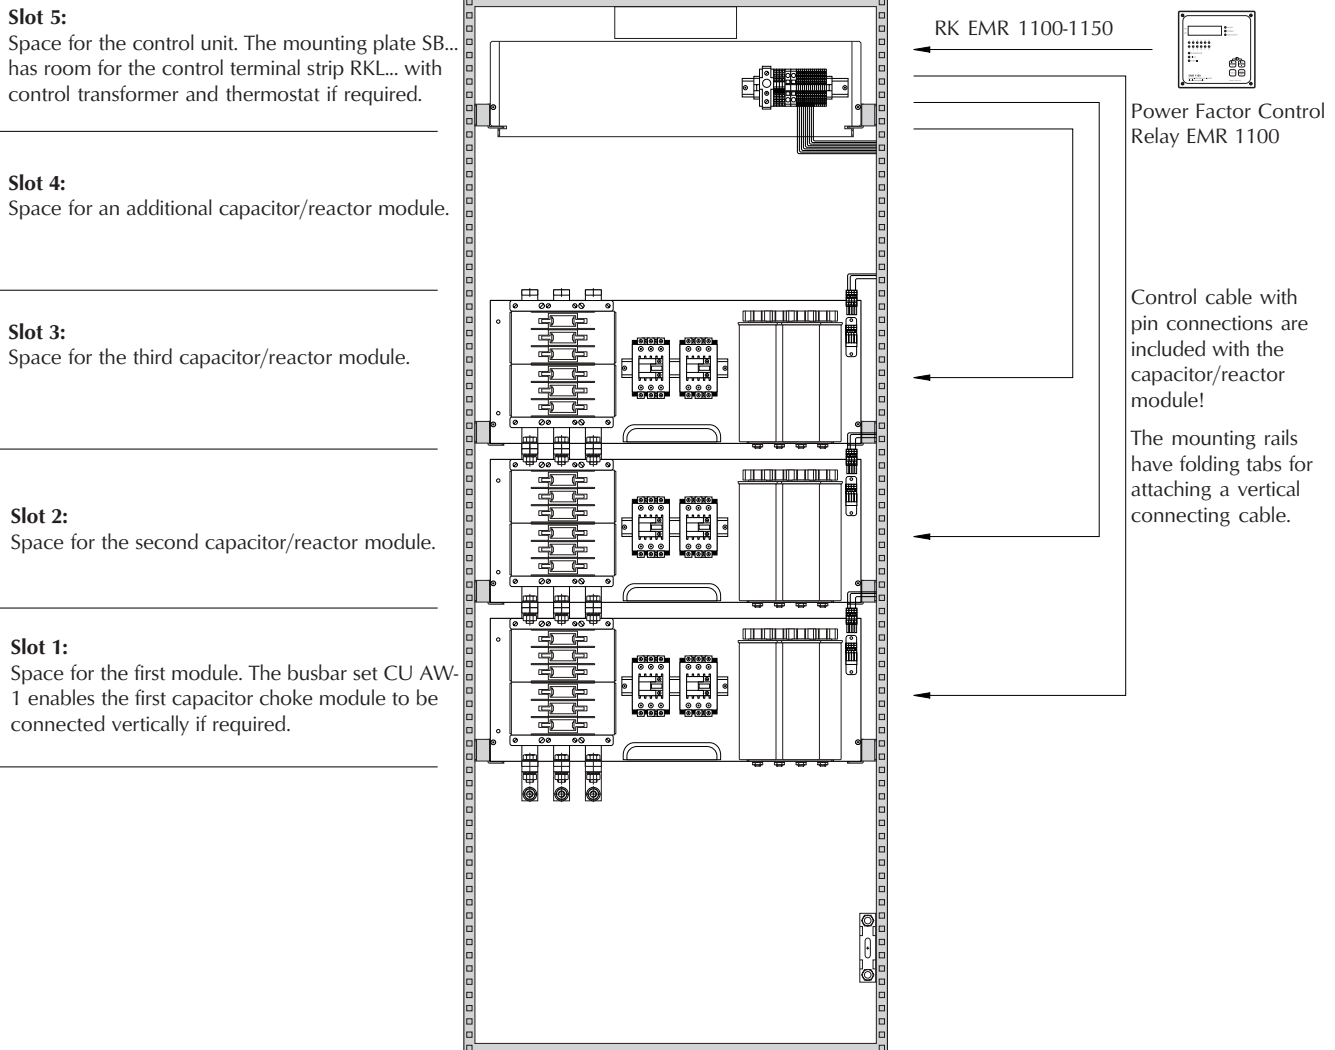 Slot 5:
Space for the control unit. The mounting plate SB...
has room for the control terminal strip RKL... with
control transformer and thermostat if required.
Slot 4:
Space for an additional capacitor/reactor module.
Slot 3:
Space for the third capacitor/reactor module.
Slot 2:
Space for the second capacitor/reactor module.
Slot 1:
Space for the first module. The busbar set CU AW-
1 enables the first capacitor choke module to be
connected vertically if required.
RK EMR 1100-1150
Power Factor Control
Relay EMR 1100
Control cable with
pin connections are
included with the
capacitor/reactor
module!
The mounting rails
have folding tabs for
attaching a vertical
connecting cable.